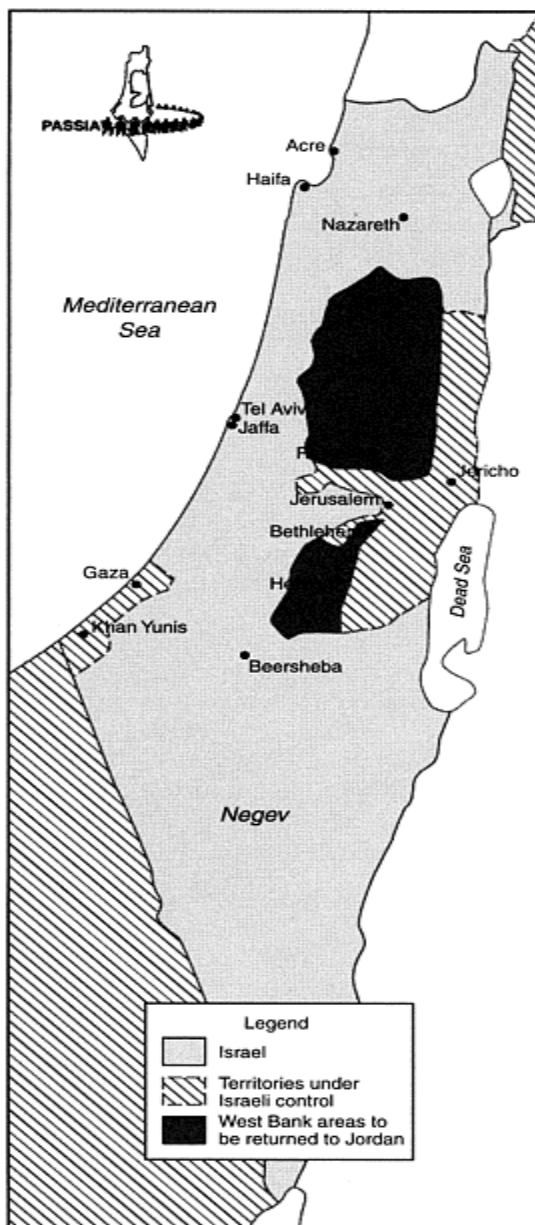 PASSIA
Acre
Haifa
Nazareth
Mediterranean
Sea
Tel Aviv
Jaffa
Jericho
Jerusalem
Bethlehem
Gaza
Dead Sea
Khan Yunis
Beersheba
Negev
Legend
Israel
Territories under
Israeli control
West Bank areas to
be returned to Jordan